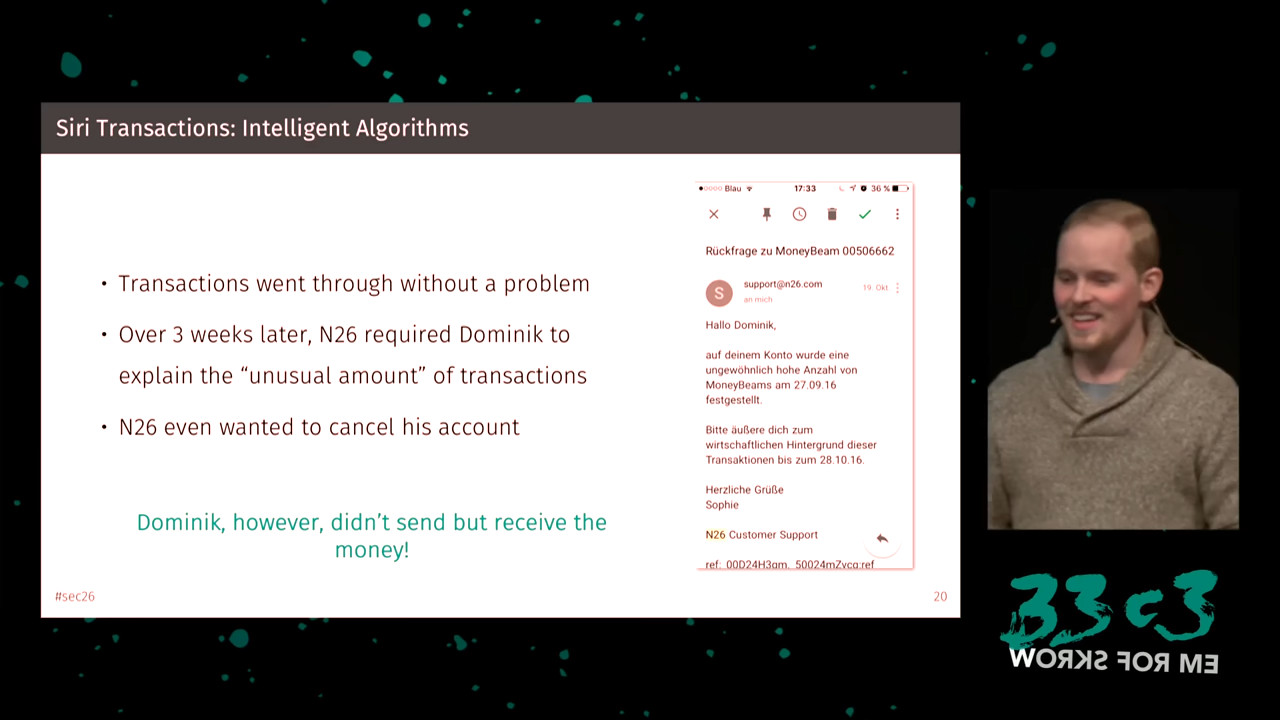 Siri Transactions: Intelligent Algorithms
• Transactions went through without a problem
• Over 3 weeks later, N26 required Dominik to
explain the “unusual amount” of transactions
• N26 even wanted to cancel his account
Dominik, however, didn’t send but receive the
money!
#sec26
20
Blau
17:33
36 %
Rückfrage zu MoneyBeam 00506662
S
support@n26.com
19. Okt
an mich
Hallo Dominik,
auf deinem Konto wurde eine
ungewöhnlich hohe Anzahl von
MoneyBeams am 27.09.16
festgestellt.
Bitte äußere dich zum
wirtschaftlichen Hintergrund dieser
Transaktionen bis zum 28.10.16.
Herzliche Grüße
Sophie
N26 Customer Support
ref:_00D24H3gm._50024mZvcq:ref
33c3
WORKS FOR ME